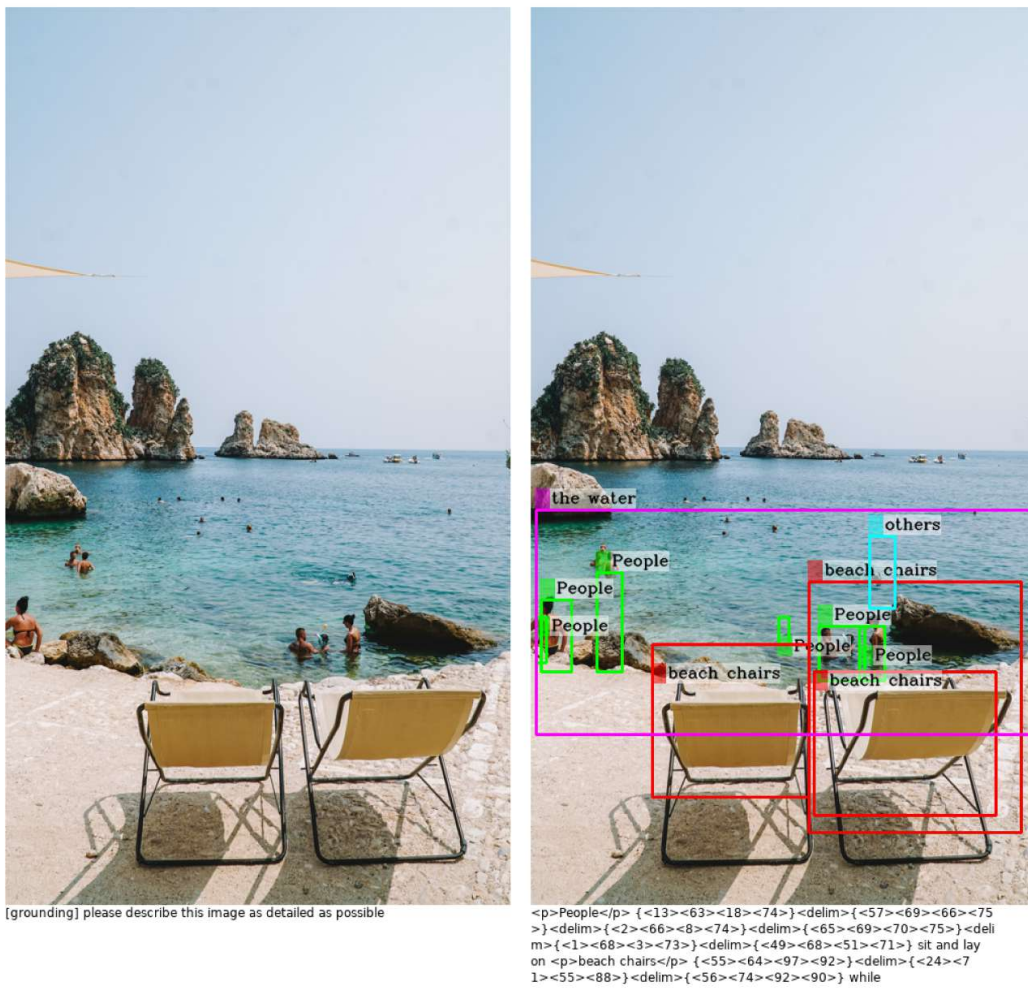 the water
others
People
beach chairs
People
People
People
People
People
beach chairs
beach chairs
[grounding] please describe this image as detailed as possible
<p>People</p> {<13><63><18><74>}<delim>{<57><69><66><75
>}<delim>{<2><66><8><74>}<delim>{<65><69><70><75>}<deli
m>{<1><68><3><73>}<delim>{<49><68><51><71>} sit and lay
on <p>beach chairs</p> {<55><64><97><92>}<delim>{<24><7
1><55><88>}<delim>{<56><74><92><90>} while